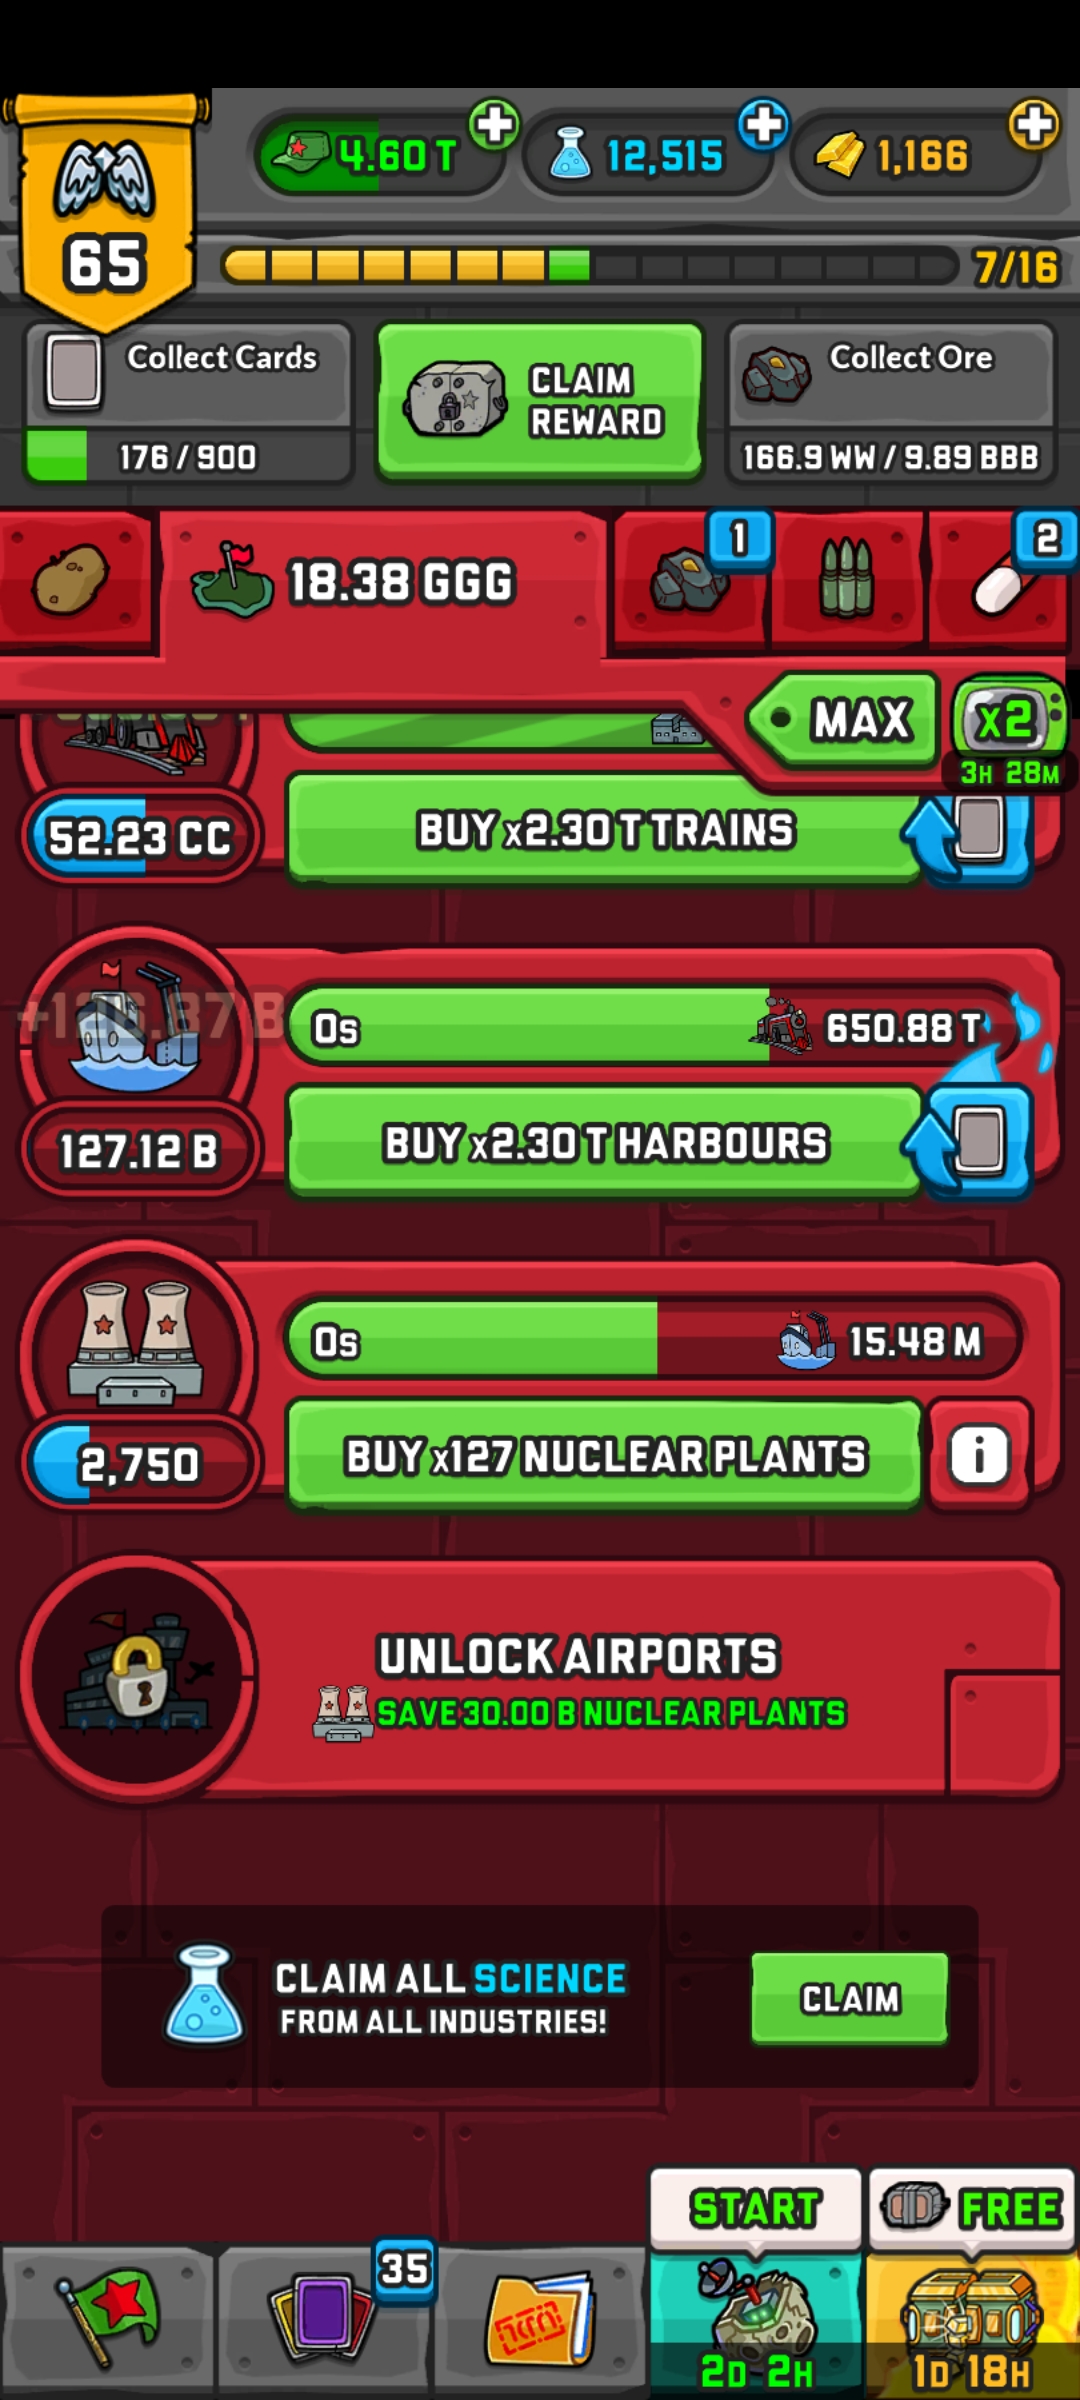 4.60 T
12,515
1,166
65
7/16
Collect Cards
176 / 900
CLAIM
REWARD
Collect Ore
166.9 WW / 9.89 BBB
18.38 GGG
1
2
MAX
x2
3H 28M
52.23 CC
BUY x2.30 T TRAINS
+126.87 B
0s
650.88 T
127.12 B
BUY x2.30 T HARBOURS
0s
15.48 M
2,750
BUY x127 NUCLEAR PLANTS
i
UNLOCK AIRPORTS
SAVE 30.00 B NUCLEAR PLANTS
CLAIM ALL SCIENCE
FROM ALL INDUSTRIES!
CLAIM
START
FREE
35
2D 2H
1D 18H